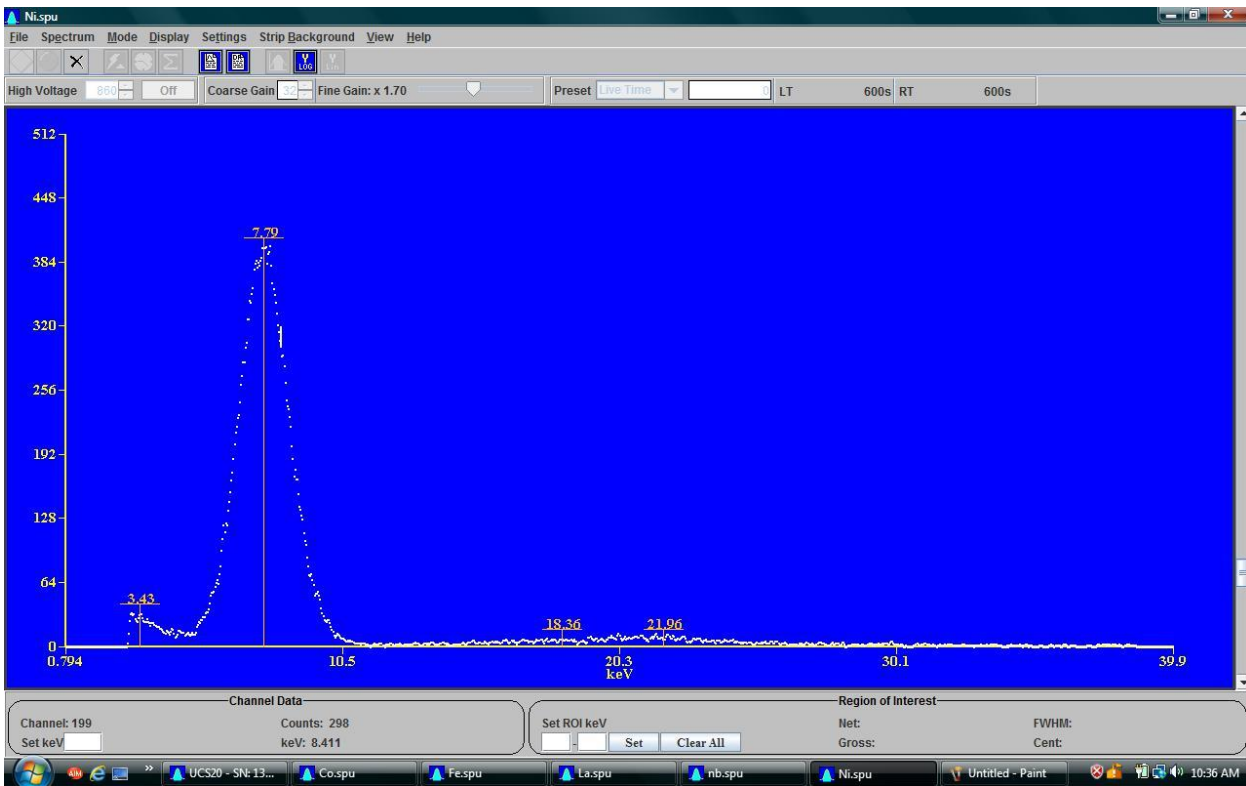 Ni.spu
File Spectrum Mode Display Settings Strip Background View Help
Y LOG
High Voltage 860 Off Coarse Gain 32 Fine Gain: x 1.70 Preset Live Time 0 LT 600s RT 600s
512
448
7.79
384
320
256
192
128
64
3.43
18.36 21.96
0
0.794 10.5 20.3 30.1 39.9
keV
Channel Data Region of Interest
Channel: 199 Counts: 298 Set ROI keV Net: FWHM:
Set keV keV: 8.411 - Set Clear All Gross: Cent:
AIM » UCS20 - SN: 13... Co.spu Fe.spu La.spu nb.spu Ni.spu Untitled - Paint 10:36 AM